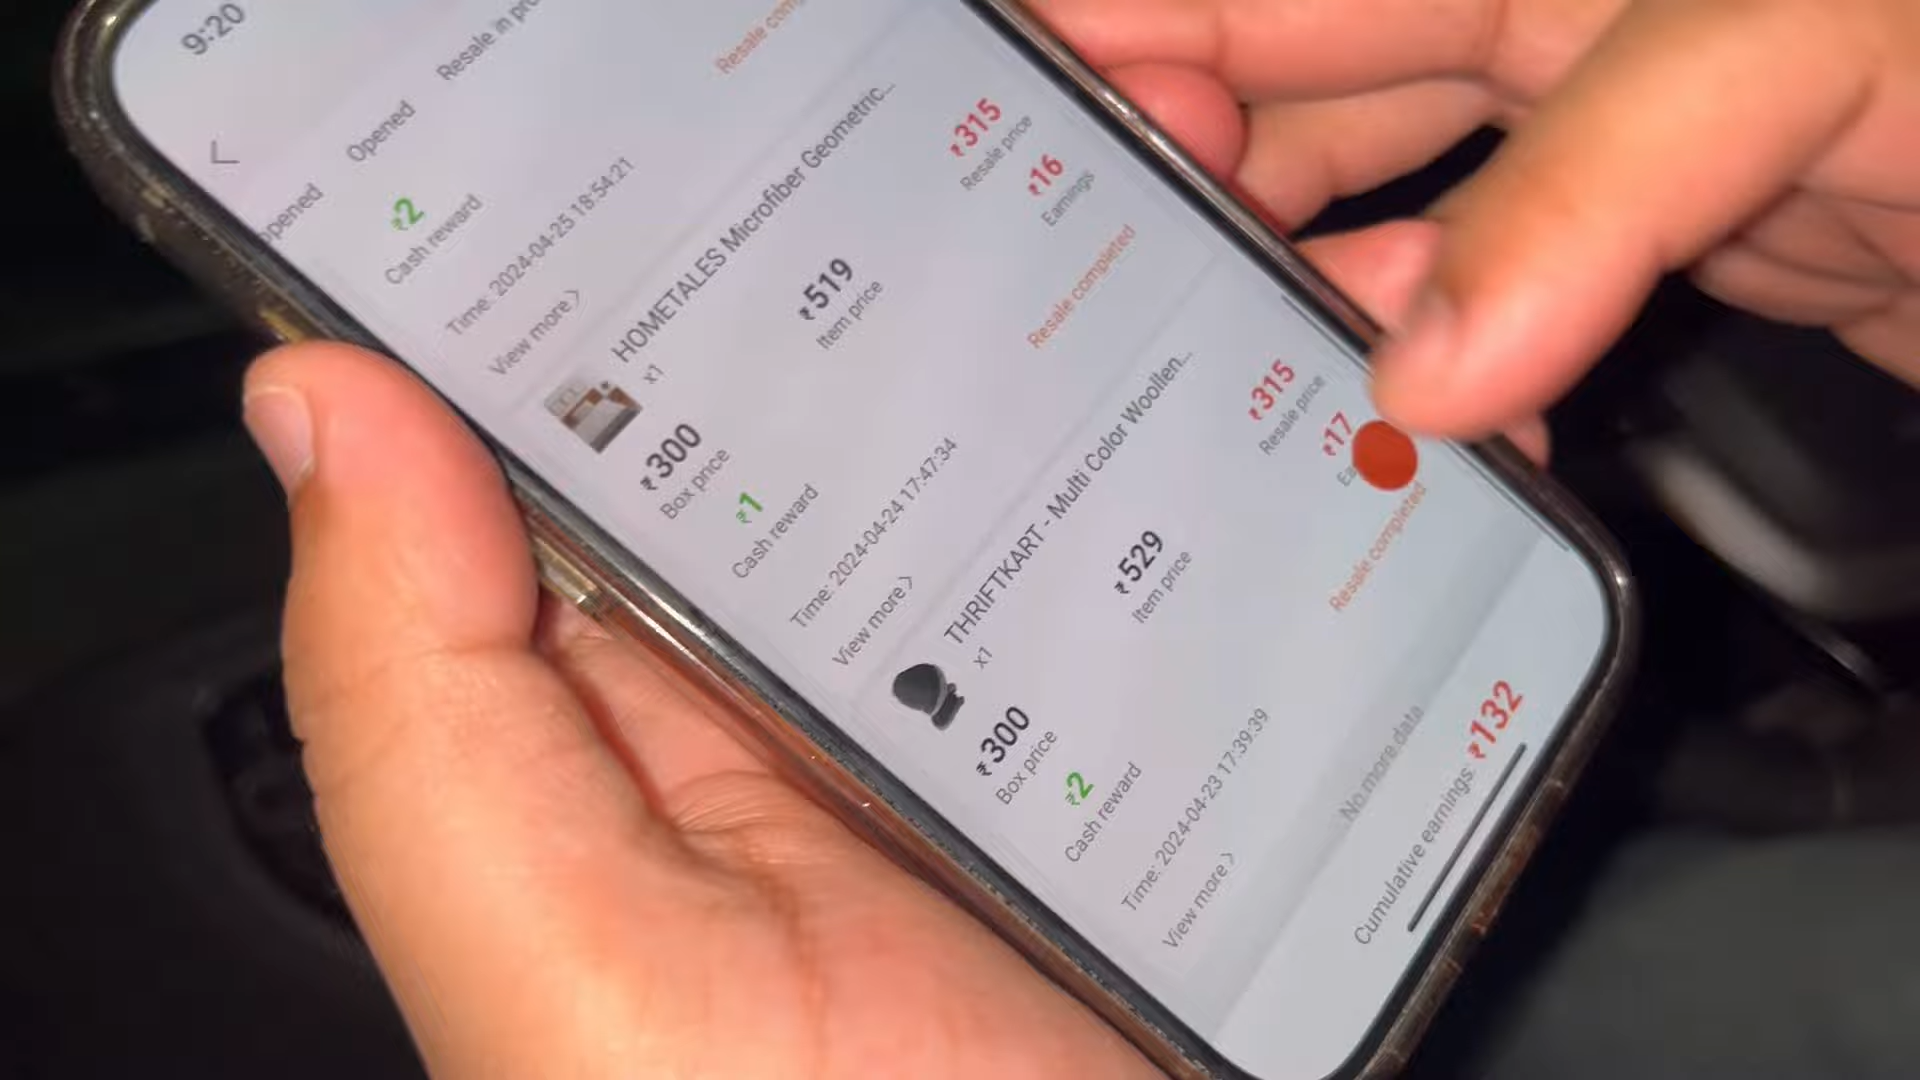 9:20
Opened
Resale in
Resale
₹2
Cash reward
Time: 2024-04-25 18:54:21
View more >
HOMETALES Microfiber Geometric...
x1
₹300
Box price
₹519
Item price
₹315
Resale price
₹1
Cash reward
₹16
Earnings
Time: 2024-04-24 17:47:34
Resale completed
View more >
THRIFTKART - Multi Color Woollen...
x1
₹300
Box price
₹529
Item price
₹315
Resale price
₹2
Cash reward
₹17
Time: 2024-04-23 17:39:39
Resale completed
View more >
No more data
Cumulative earnings: ₹132